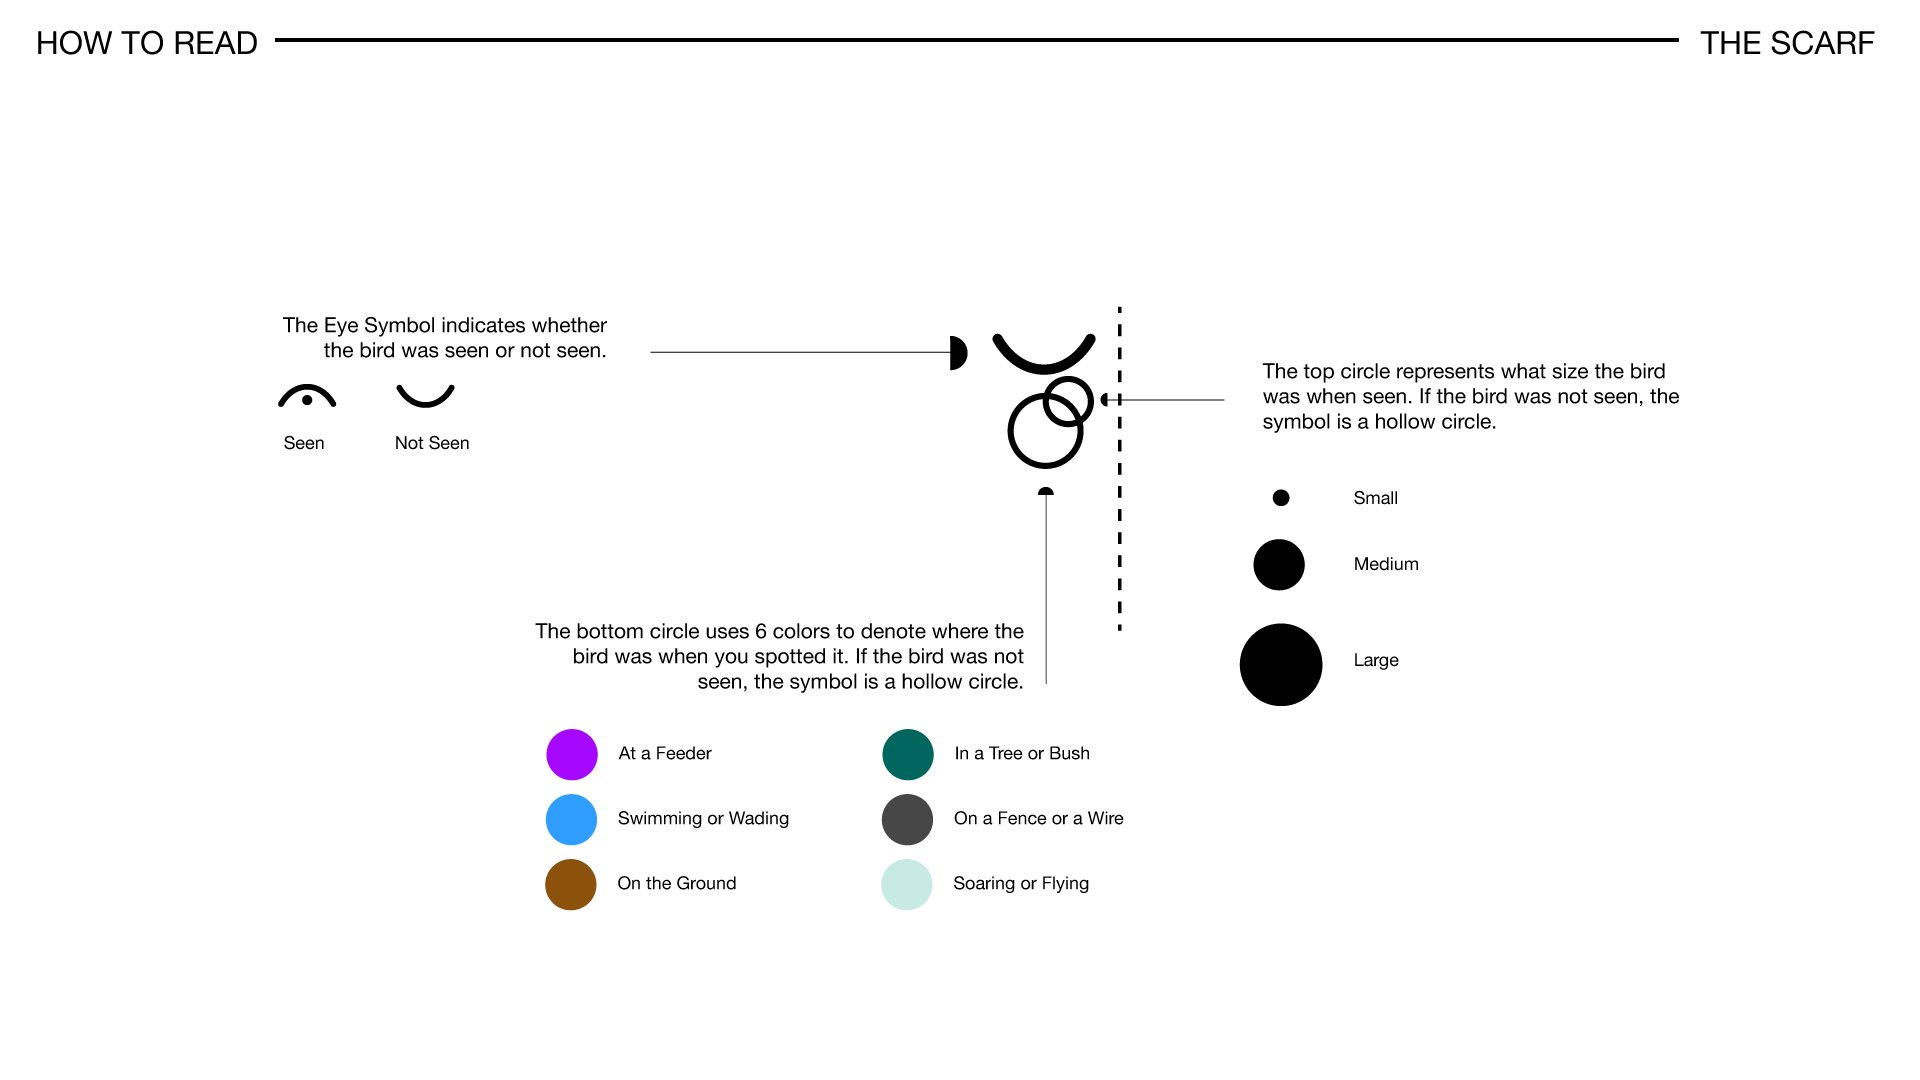 HOW TO READ
THE SCARF
The Eye Symbol indicates whether
the bird was seen or not seen.
Seen
Not Seen
The top circle represents what size the bird
was when seen. If the bird was not seen, the
symbol is a hollow circle.
Small
Medium
Large
The bottom circle uses 6 colors to denote where the
bird was when you spotted it. If the bird was not
seen, the symbol is a hollow circle.
At a Feeder
In a Tree or Bush
Swimming or Wading
On a Fence or a Wire
On the Ground
Soaring or Flying